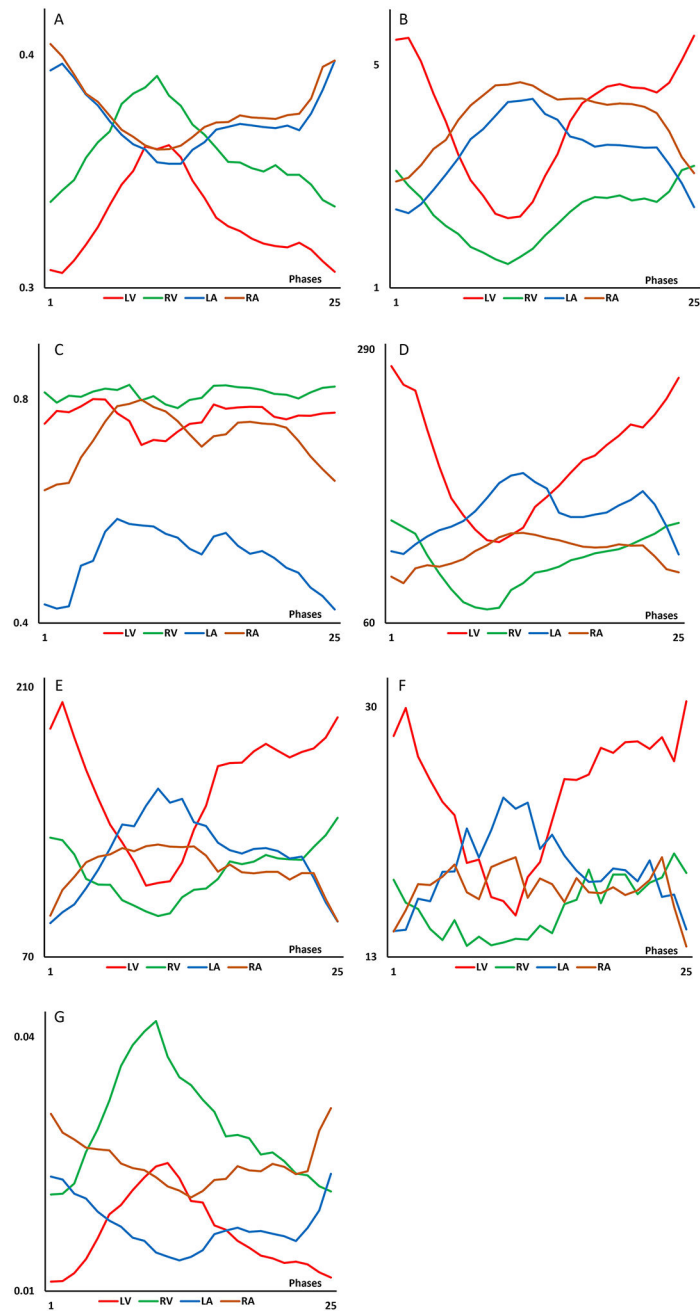 A B
0.4 5
Phases Phases
0.3 1
1 LV RV LA RA 25 1 LV RV LA RA 25
C D
290
0.8
Phases Phases
0.4 60
1 LV RV LA RA 25 1 LV RV LA RA 25
E F
210 30
Phases Phases
70 13
1 LV RV LA RA 25 1 LV RV LA RA 25
G
0.04
Phases
0.01
1 LV RV LA RA 25